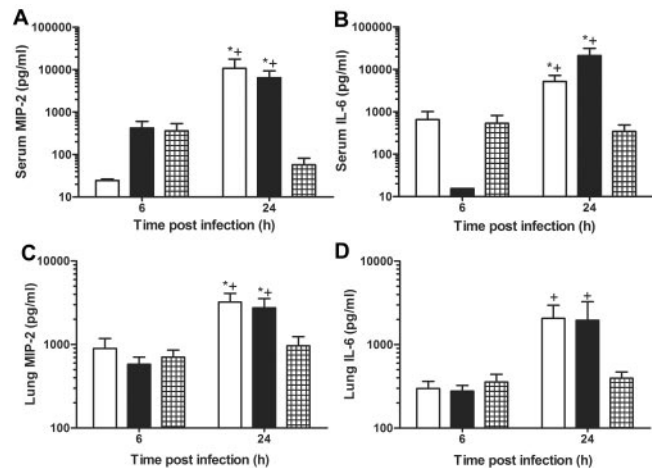 A
Serum MIP-2 (pg/ml)
100000
10000
1000
100
10
*+
*+
6
24
Time post infection (h)
B
Serum IL-6 (pg/ml)
100000
10000
1000
100
10
*+
*+
6
24
Time post infection (h)
C
Lung MIP-2 (pg/ml)
10000
1000
100
*+
*+
6
24
Time post infection (h)
D
Lung IL-6 (pg/ml)
10000
1000
100
+
+
6
24
Time post infection (h)